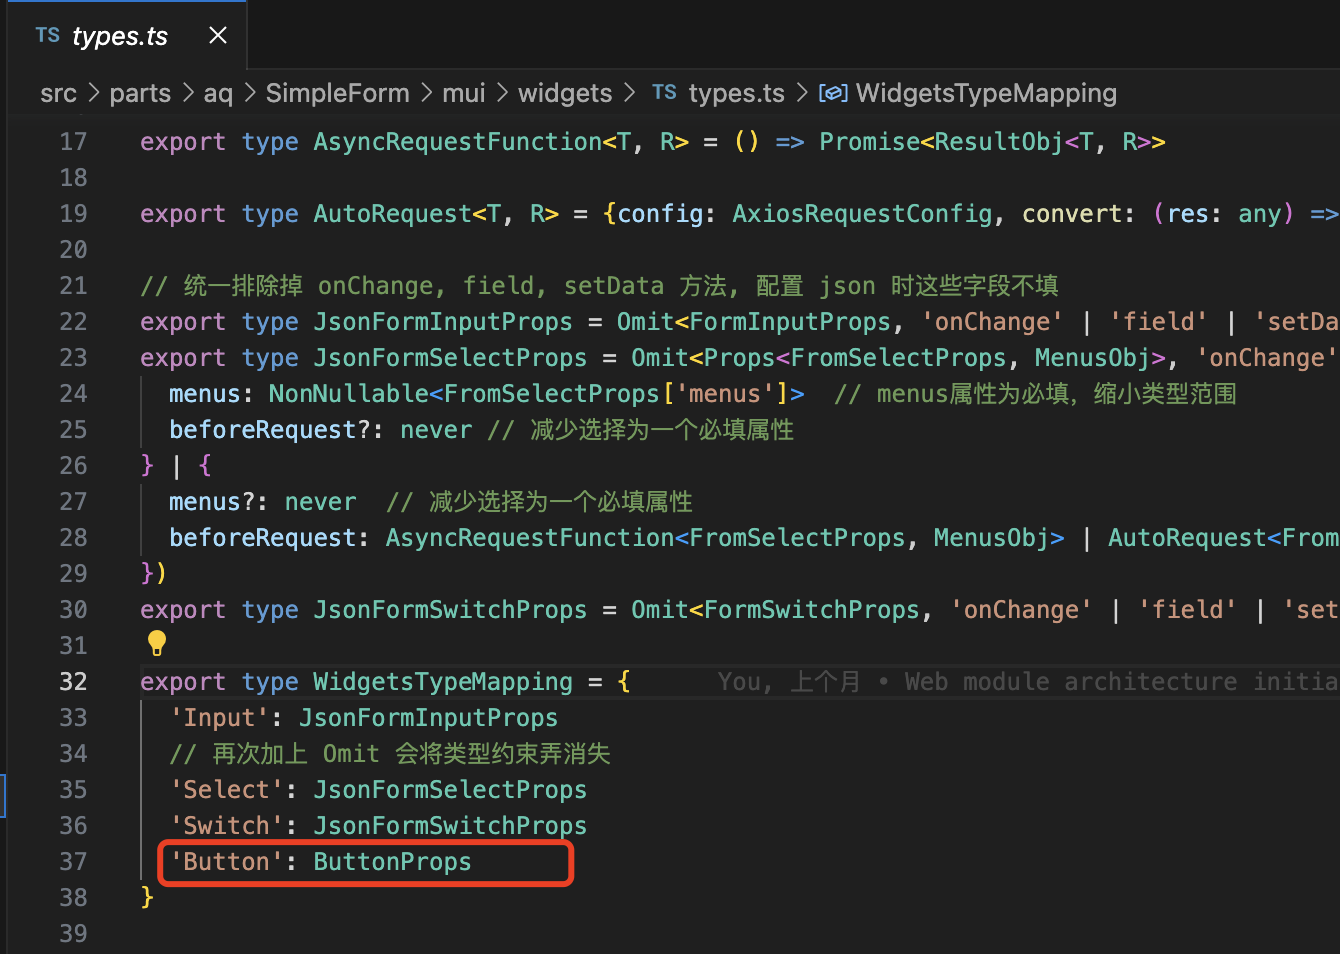 TS types.ts
src > parts > aq > SimpleForm > mui > widgets > TS types.ts > WidgetsTypeMapping
17 export type AsyncRequestFunction<T, R> = () => Promise<ResultObj<T, R>>
18
19 export type AutoRequest<T, R> = {config: AxiosRequestConfig, convert: (res: any) =>
20
21 // 统一排除掉 onChange, field, setData 方法, 配置 json 时这些字段不填
22 export type JsonFormInputProps = Omit<FormInputProps, 'onChange' | 'field' | 'setDa
23 export type JsonFormSelectProps = Omit<Props<FromSelectProps, MenusObj>, 'onChange'
24 menus: NonNullable<FromSelectProps['menus']> // menus属性为必填，缩小类型范围
25 beforeRequest?: never // 减少选择为一个必填属性
26 } | {
27 menus?: never // 减少选择为一个必填属性
28 beforeRequest: AsyncRequestFunction<FromSelectProps, MenusObj> | AutoRequest<From
29 })
30 export type JsonFormSwitchProps = Omit<FormSwitchProps, 'onChange' | 'field' | 'set
31
32 export type WidgetsTypeMapping = { You, 上个月 • Web module architecture initia
33 'Input': JsonFormInputProps
34 // 再次加上 Omit 会将类型约束弄消失
35 'Select': JsonFormSelectProps
36 'Switch': JsonFormSwitchProps
37 'Button': ButtonProps
38 }
39